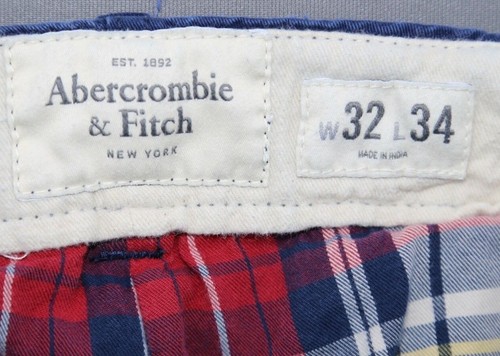 EST. 1892
Abercrombie
& Fitch
NEW YORK
W 32 L 34
MADE IN INDIA